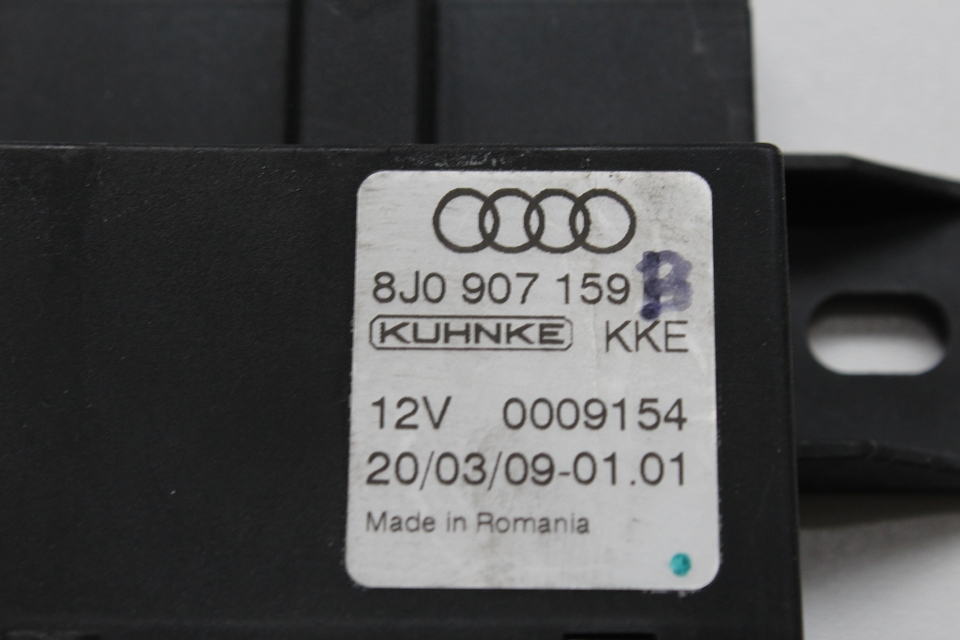 8J0 907 159 B
KUHNKE KKE
12V 0009154
20/03/09-01.01
Made in Romania